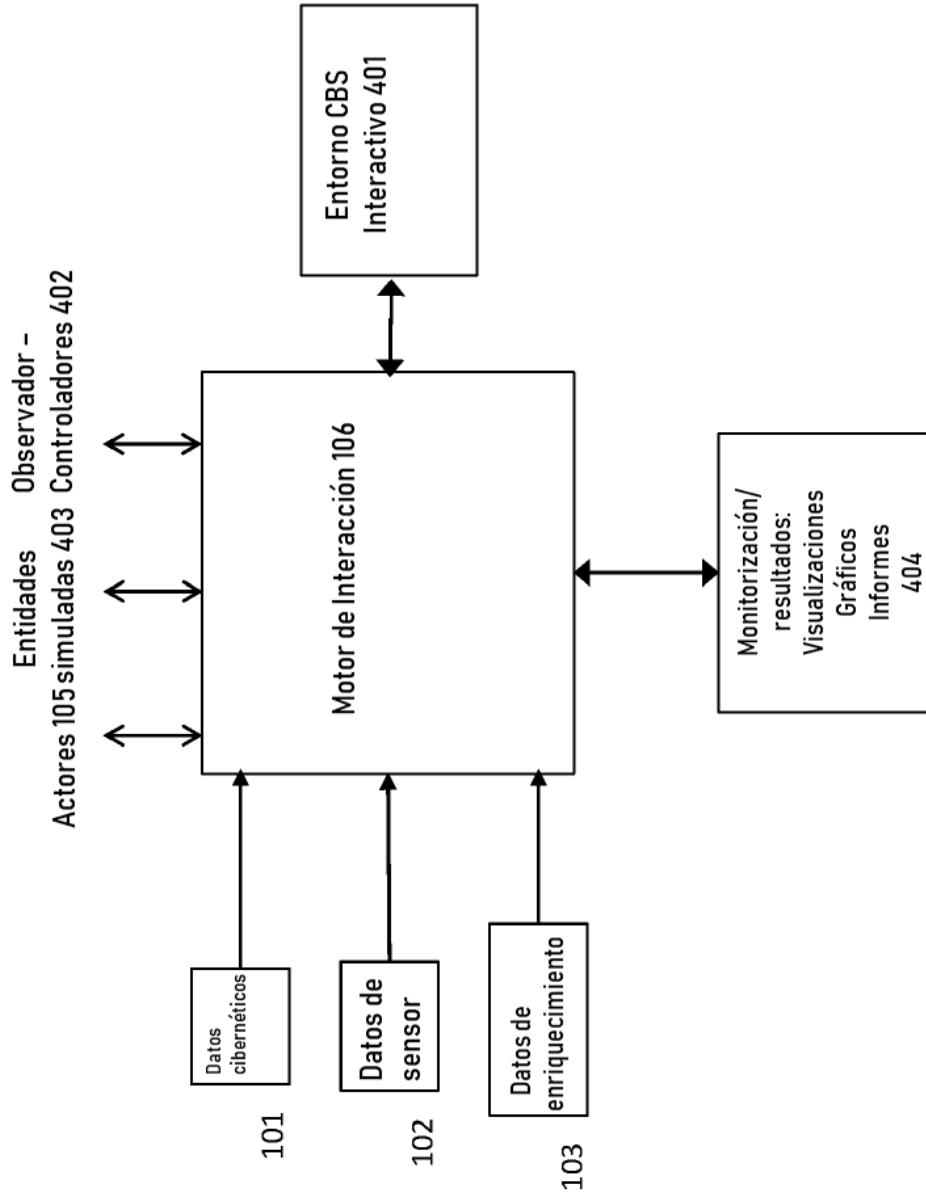 Entidades Observador –
Actores 105 simuladas 403 Controladores 402
Datos
cibernéticos
101
Datos de
sensor
102
Datos de
enriquecimiento
103
Motor de Interacción 106
Entorno CBS
Interactivo 401
Monitorización/
resultados:
Visualizaciones
Gráficos
Informes
404